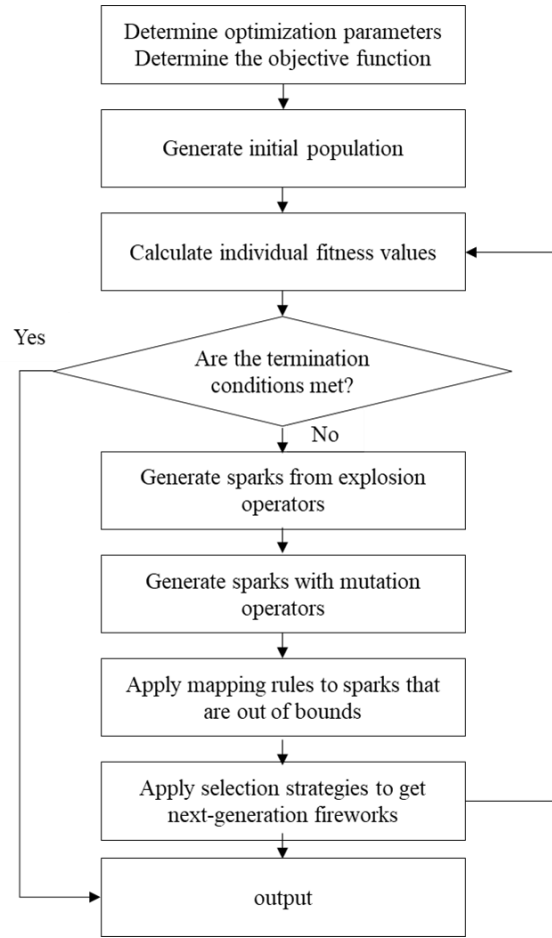 Determine optimization parameters
Determine the objective function
Generate initial population
Calculate individual fitness values
Yes
Are the termination
conditions met?
No
Generate sparks from explosion
operators
Generate sparks with mutation
operators
Apply mapping rules to sparks that
are out of bounds
Apply selection strategies to get
next-generation fireworks
output